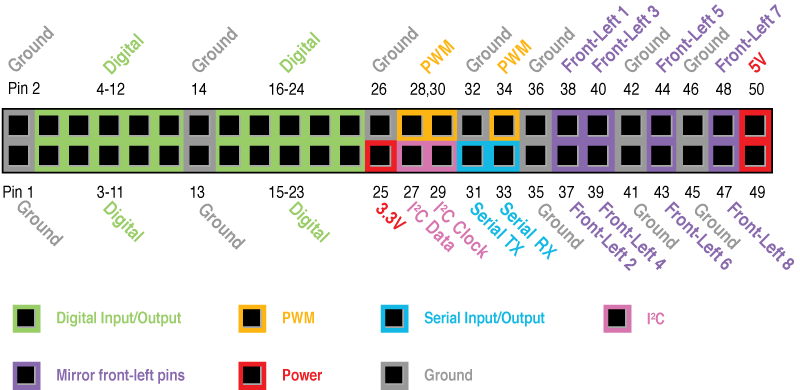 Ground Digital Ground Digital Ground PWM Ground PWM Ground Front-Left 1 Front-Left 3 Ground Front-Left 5 Ground Front-Left 7 5V
Pin 2 4-12 14 16-24 26 28,30 32 34 36 38 40 42 44 46 48 50
Pin 1 3-11 13 15-23 25 27 29 31 33 35 37 39 41 43 45 47 49
Ground Digital Ground Digital 3.3V I²C Data I²C Clock Serial TX Serial RX Ground Front-Left 2 Front-Left 4 Ground Front-Left 6 Ground Front-Left 8
Digital Input/Output PWM Serial Input/Output I²C
Mirror front-left pins Power Ground